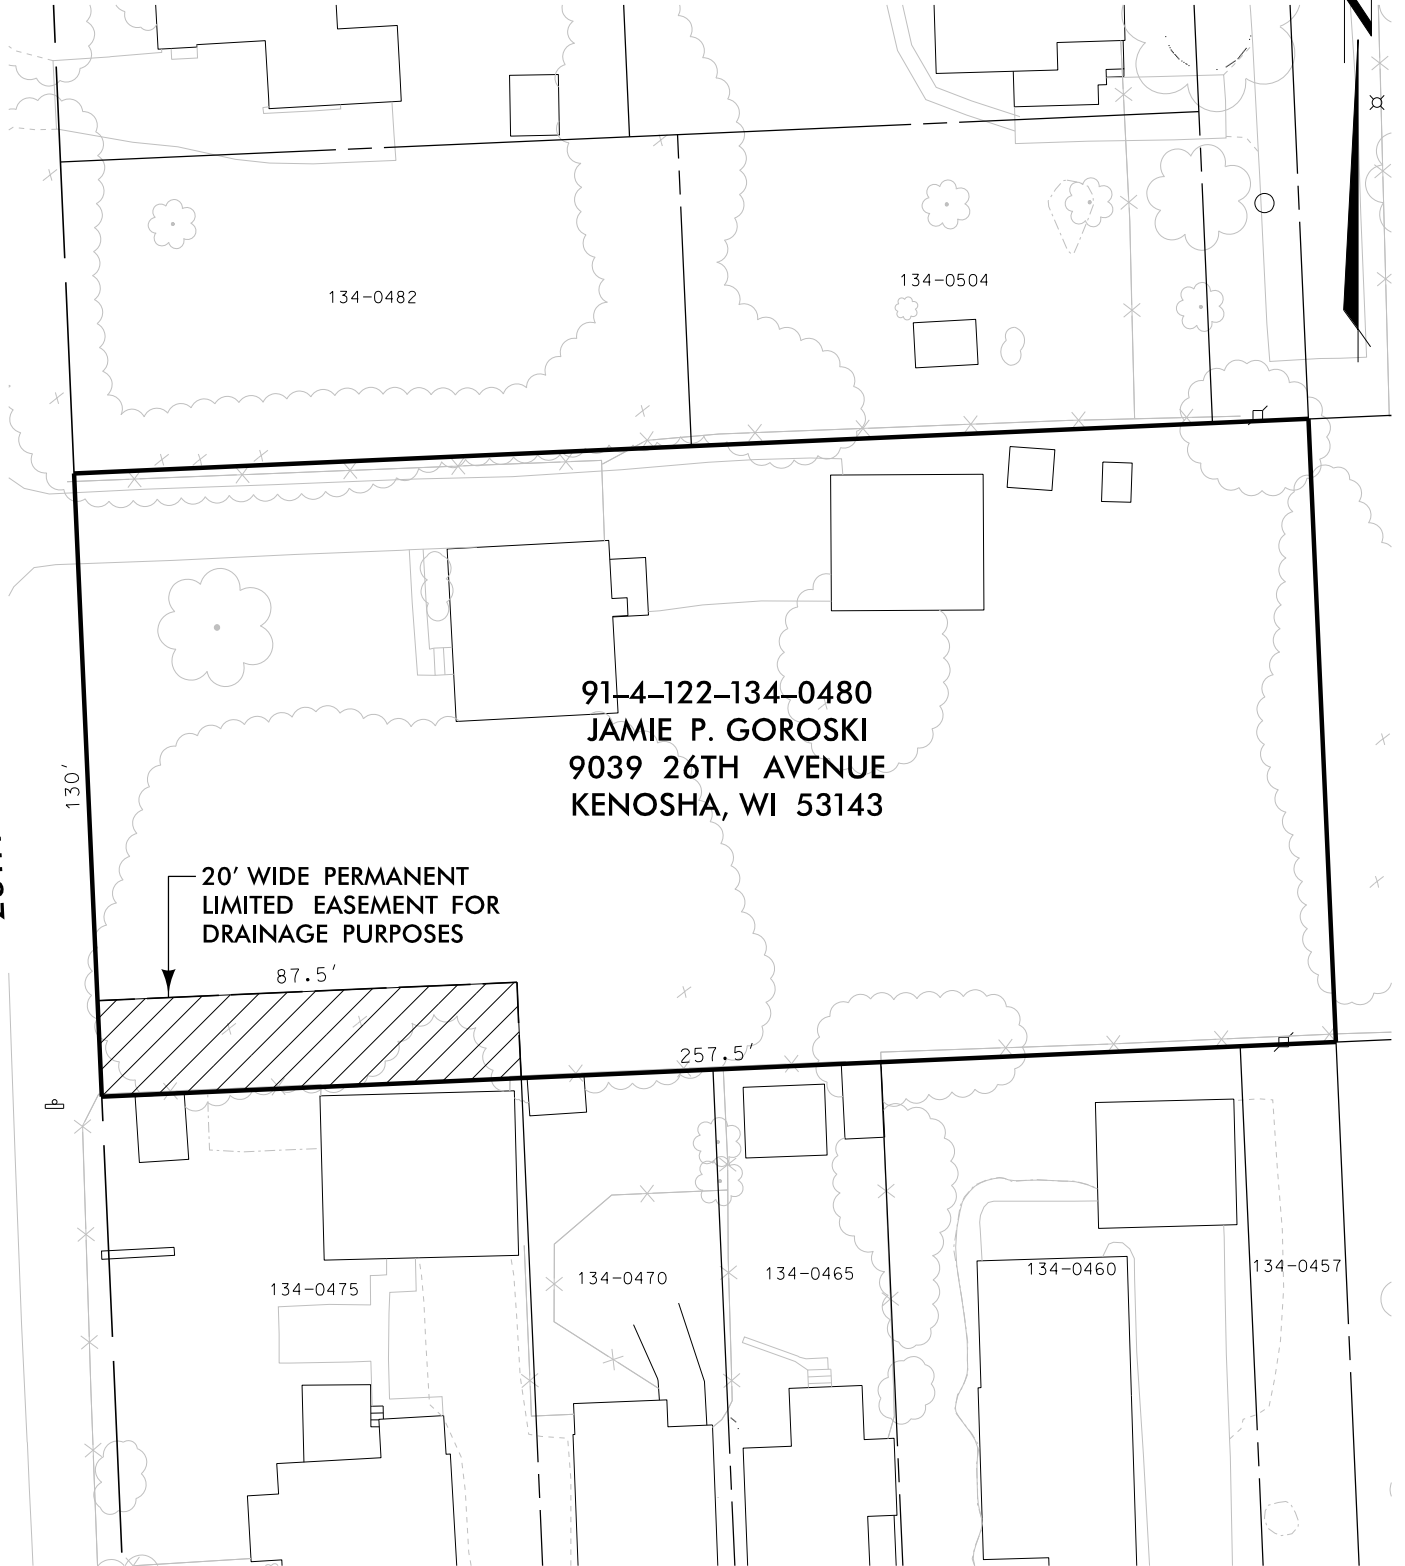 134-0482
134-0504
91-4-122-134-0480
JAMIE P. GOROSKI
9039 26TH AVENUE
KENOSHA, WI 53143
130'
20' WIDE PERMANENT
LIMITED EASEMENT FOR
DRAINAGE PURPOSES
87.5'
257.5'
134-0475
134-0470
134-0465
134-0460
134-0457